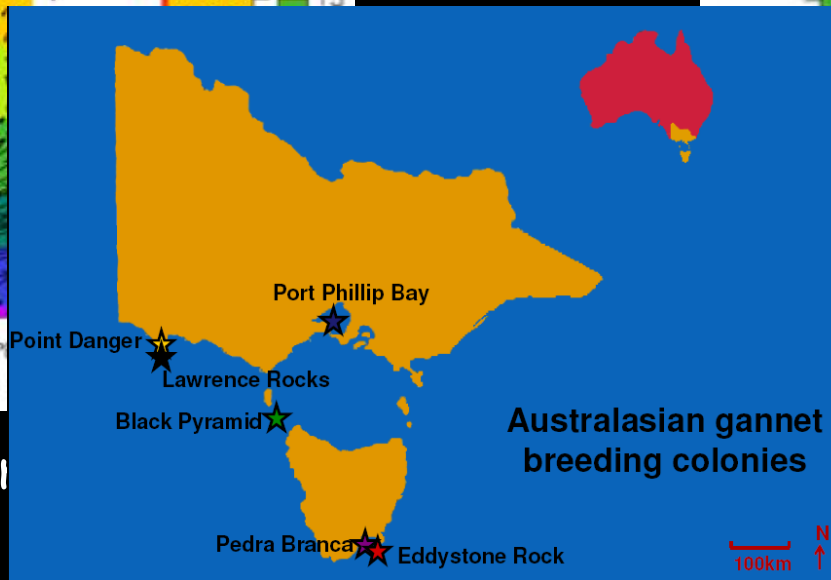 Port Phillip Bay
Point Danger
Lawrence Rocks
Black Pyramid
Australasian gannet
breeding colonies
Pedra Branca
Eddystone Rock
N
100km